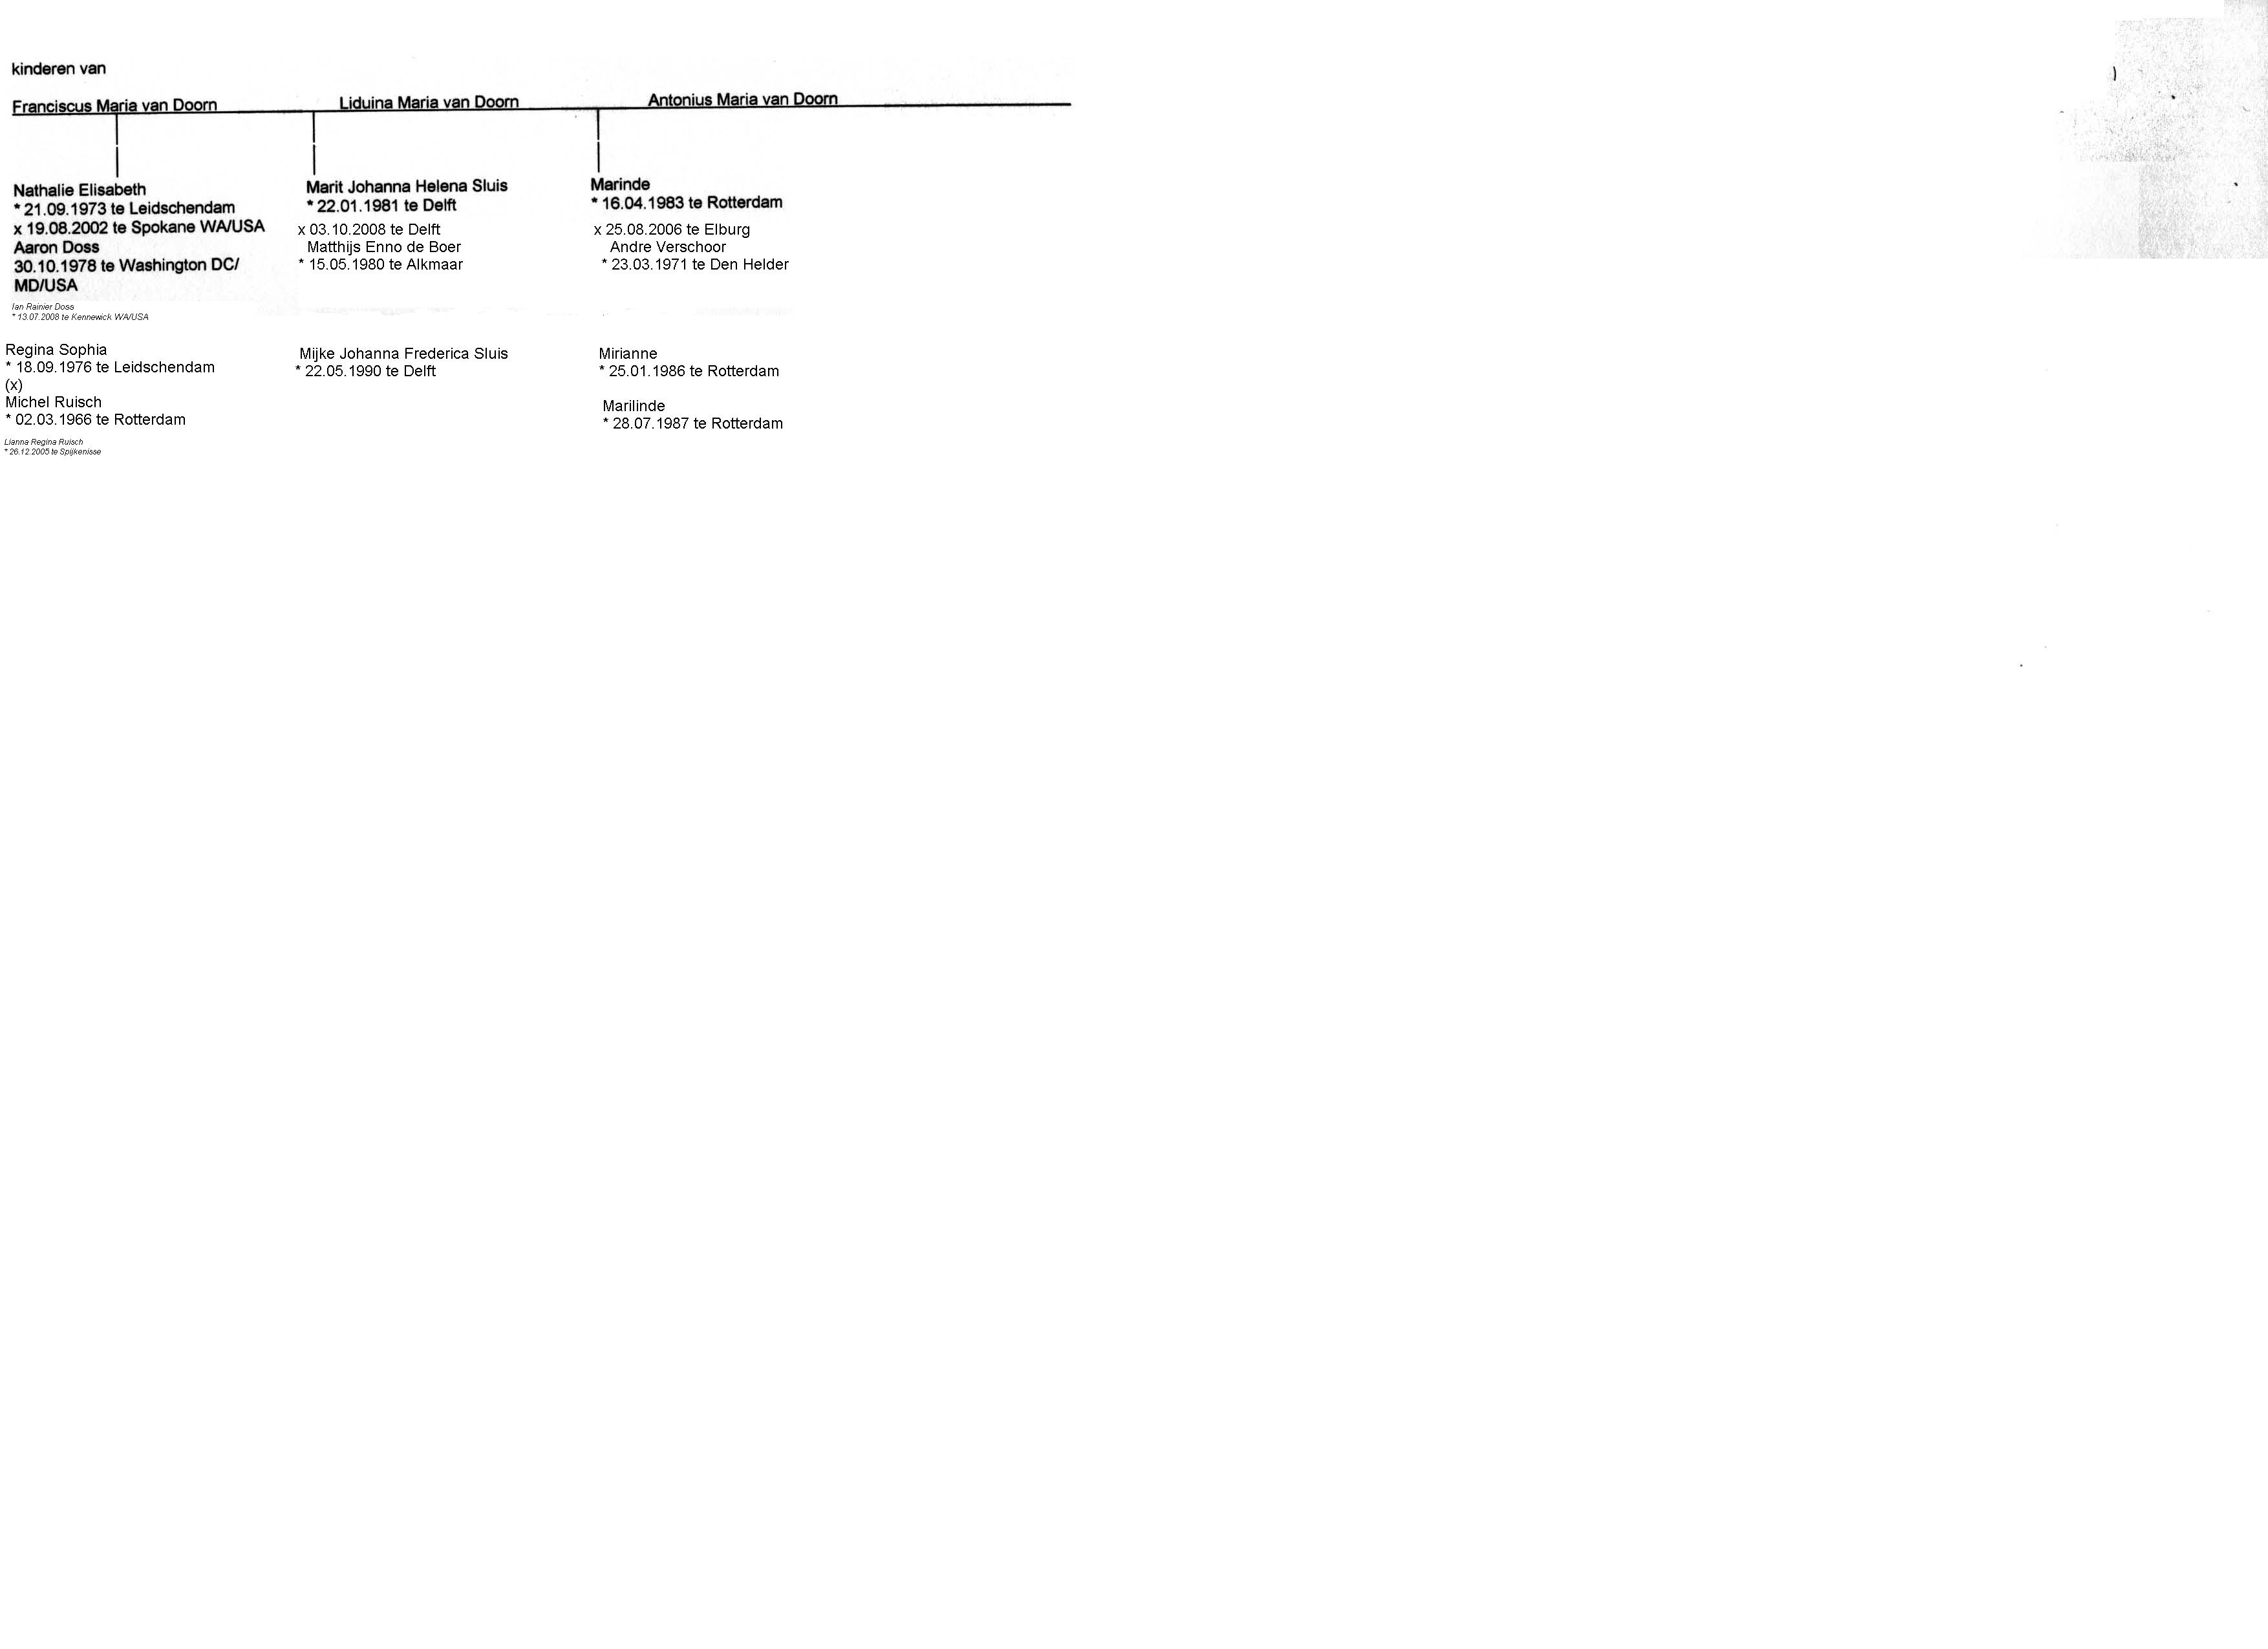 kinderen van
Franciscus Maria van Doorn
Liduina Maria van Doorn
Antonius Maria van Doorn
Nathalie Elisabeth
* 21.09.1973 te Leidschendam
x 19.08.2002 te Spokane WA/USA
Aaron Doss
30.10.1978 te Washington DC/
MD/USA
Ian Rainier Doss
* 13.07.2008 te Kennewick WA/USA
Regina Sophia
* 18.09.1976 te Leidschendam
(x)
Michel Ruisch
* 02.03.1966 te Rotterdam
Lianna Regina Ruisch
* 26.12.2005 te Spijkenisse
Marit Johanna Helena Sluis
* 22.01.1981 te Delft
x 03.10.2008 te Delft
Matthijs Enno de Boer
* 15.05.1980 te Alkmaar
Mijke Johanna Frederica Sluis
* 22.05.1990 te Delft
Marinde
* 16.04.1983 te Rotterdam
x 25.08.2006 te Elburg
Andre Verschoor
* 23.03.1971 te Den Helder
Mirianne
* 25.01.1986 te Rotterdam
Marilinde
* 28.07.1987 te Rotterdam